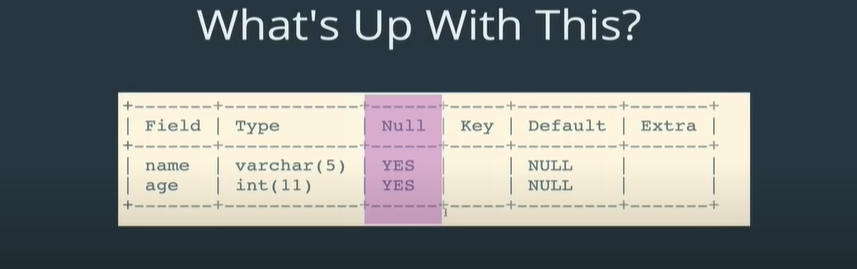 What's Up With This?
+-------+------------+------+-----+---------+-------+
| Field | Type | Null | Key | Default | Extra |
+-------+------------+------+-----+---------+-------+
| name | varchar(5) | YES | | NULL | |
| age | int(11) | YES | | NULL | |
+-------+------------+------+-----+---------+-------+